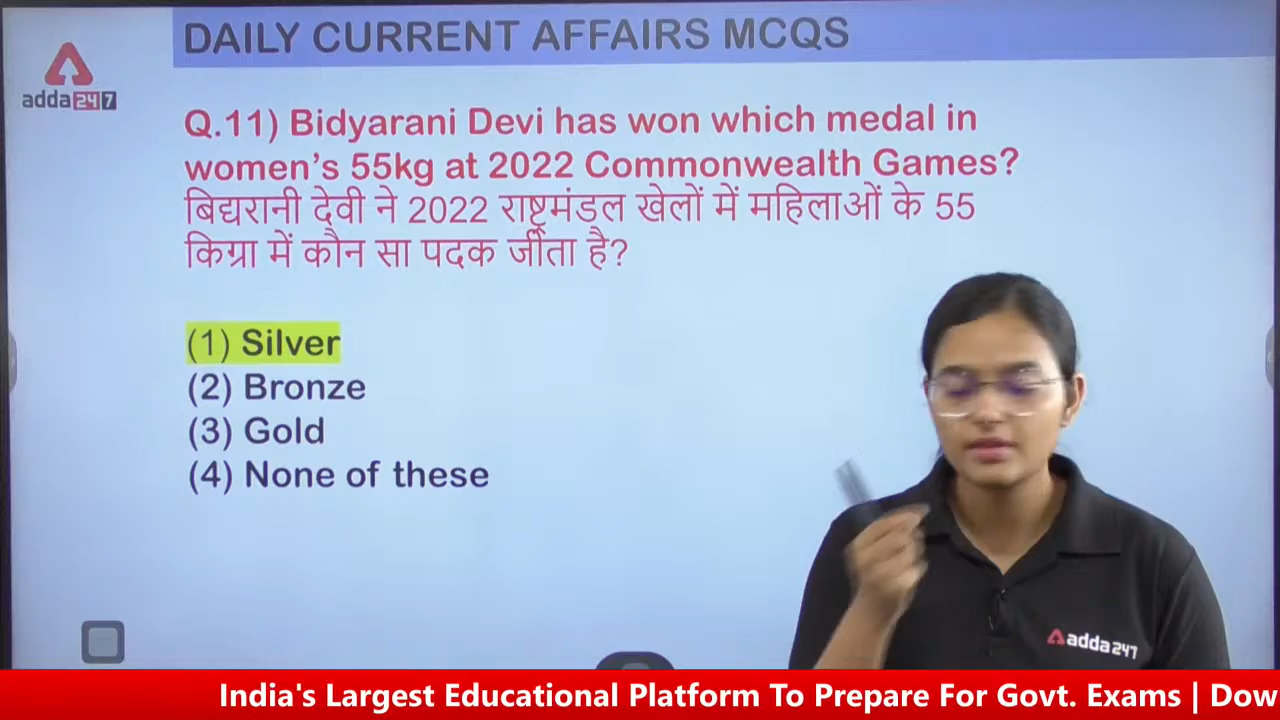 DAILY CURRENT AFFAIRS MCQS
adda247
Q.11) Bidyarani Devi has won which medal in
women's 55kg at 2022 Commonwealth Games?
बिद्यरानी देवी ने 2022 राष्ट्रमंडल खेलों में महिलाओं के 55
किग्रा में कौन सा पदक जीता है?
(1) Silver
(2) Bronze
(3) Gold
(4) None of these
adda247
India's Largest Educational Platform To Prepare For Govt. Exams | Dow